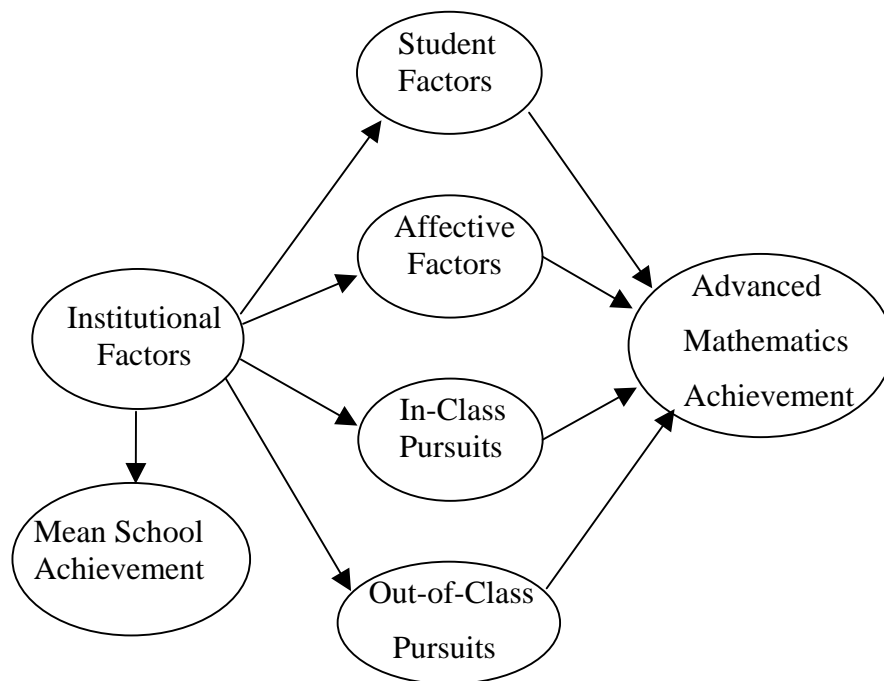 Student
Factors
Affective
Factors
Institutional
Factors
Advanced
Mathematics
Achievement
In-Class
Pursuits
Mean School
Achievement
Out-of-Class
Pursuits